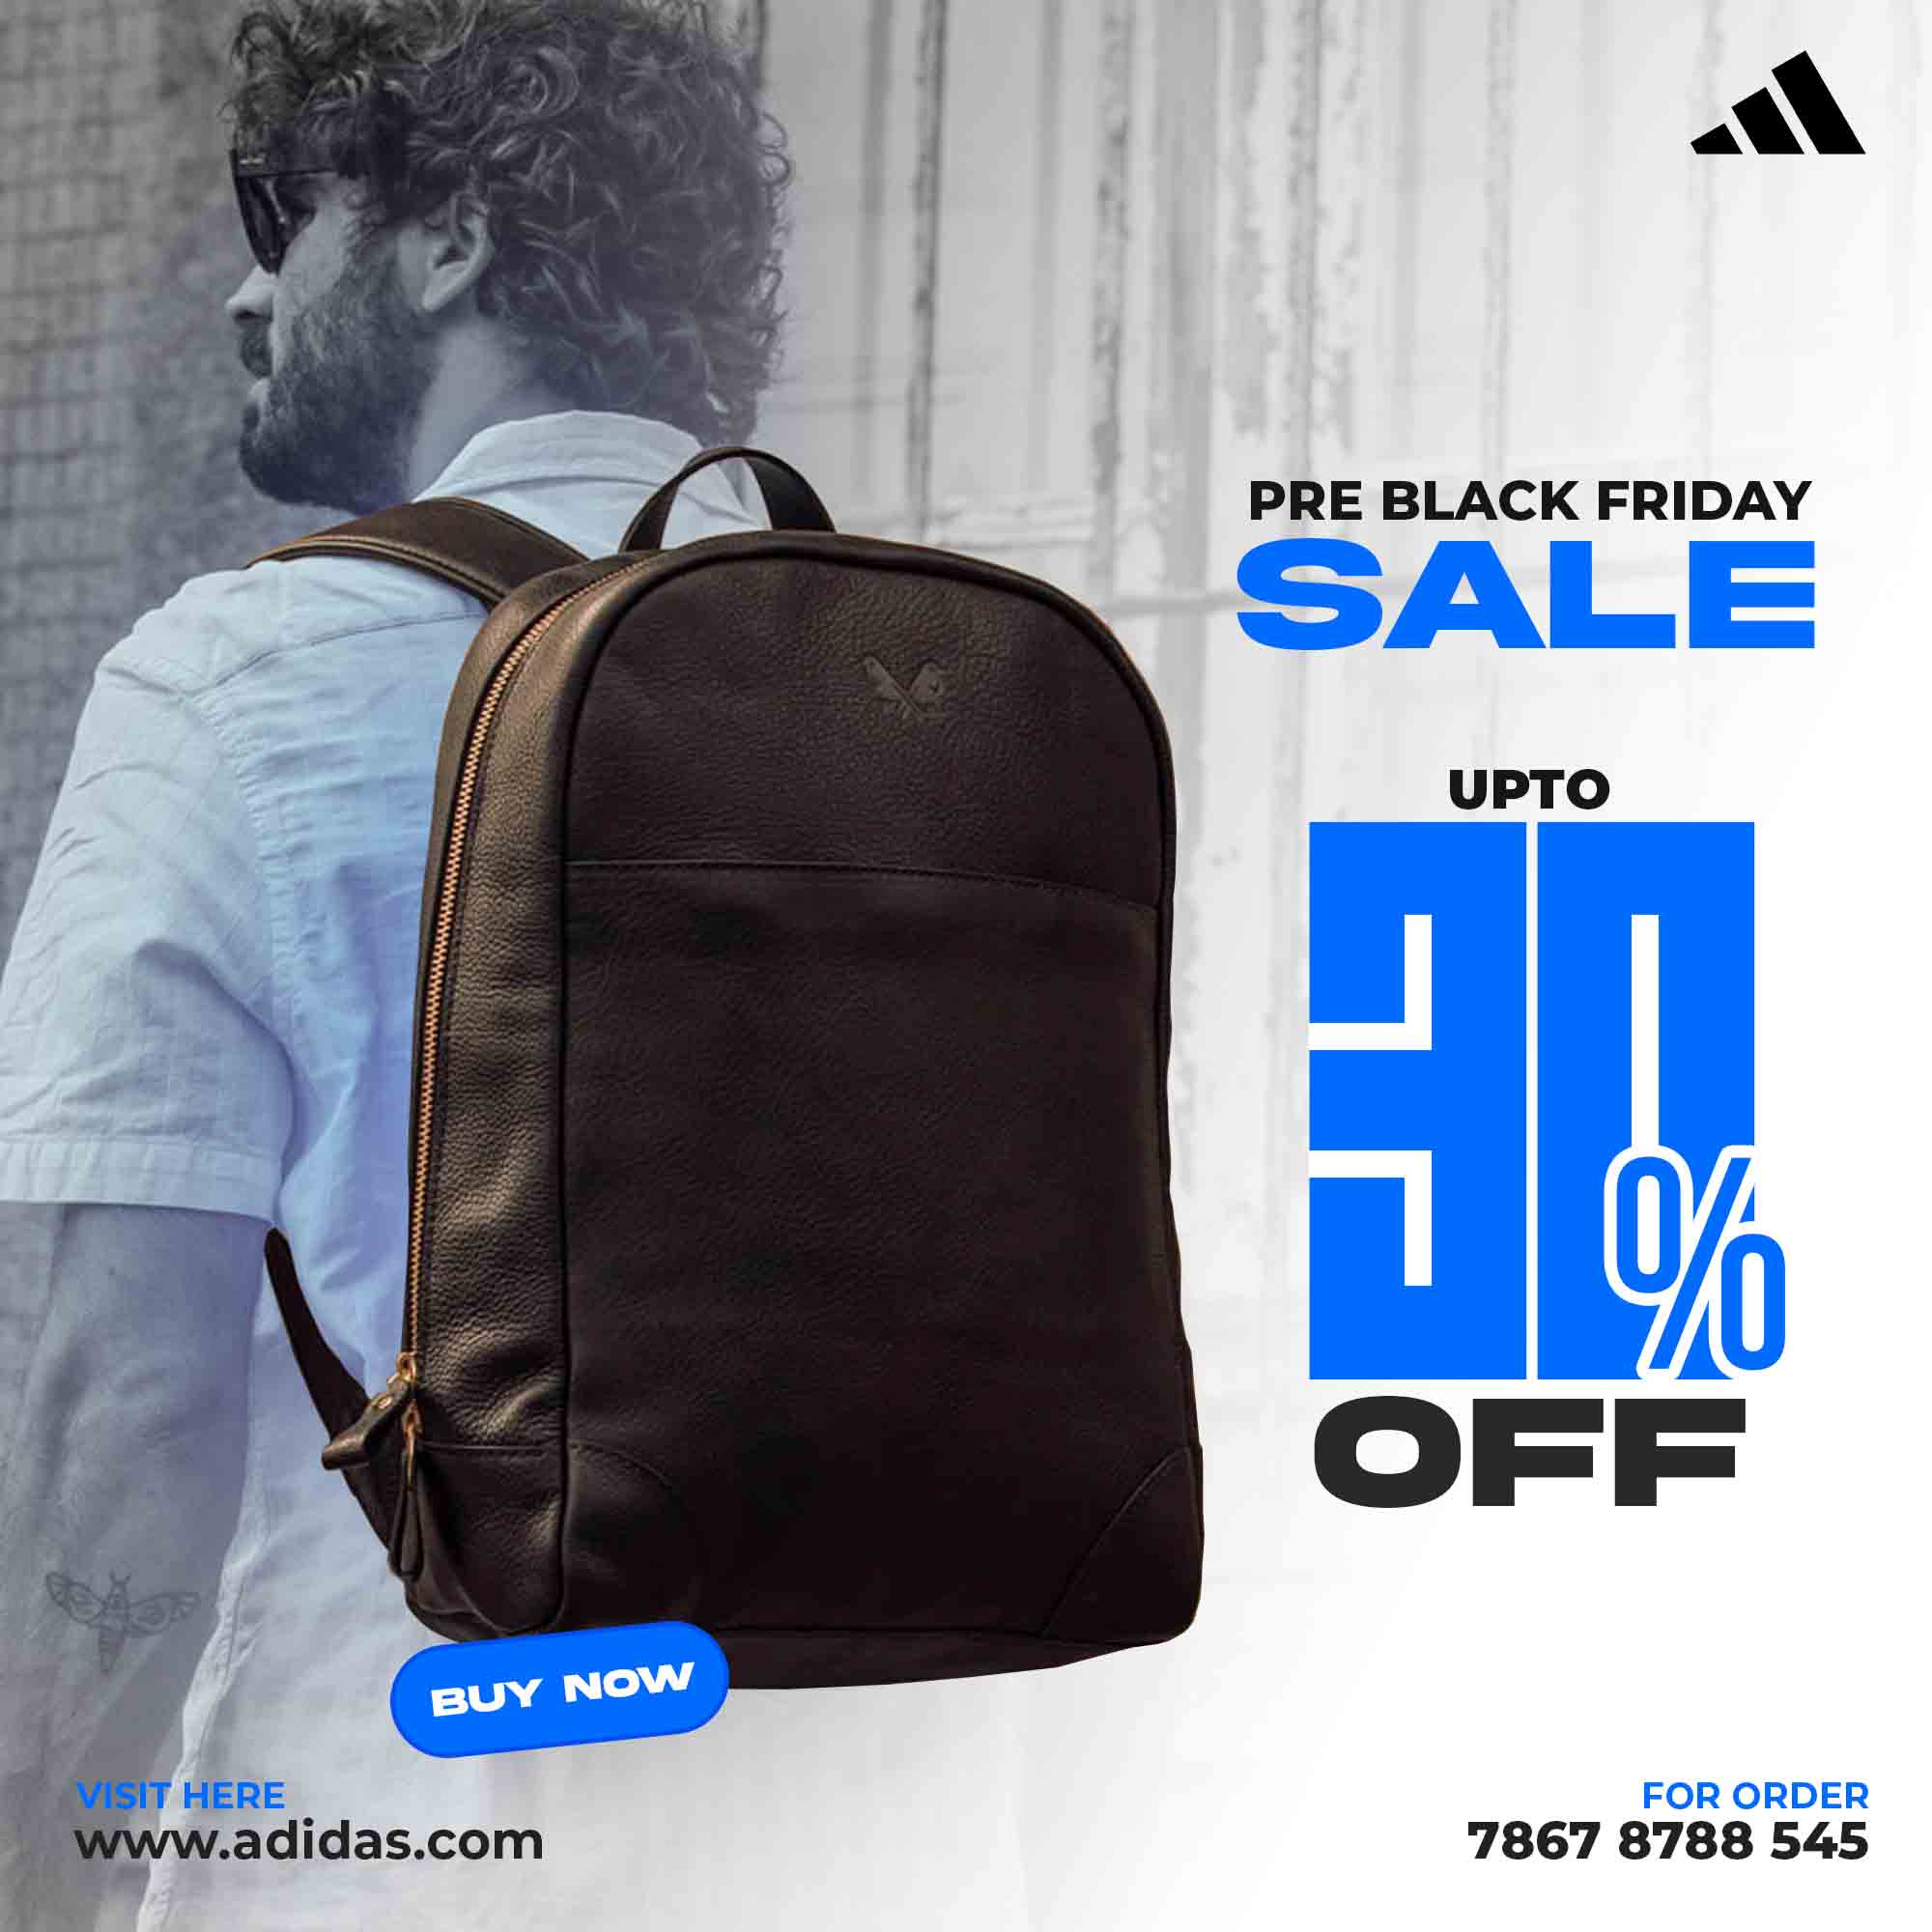 PRE BLACK FRIDAY
SALE
UPTO
30%
OFF
BUY NOW
VISIT HERE
www.adidas.com
FOR ORDER
7867 8788 545